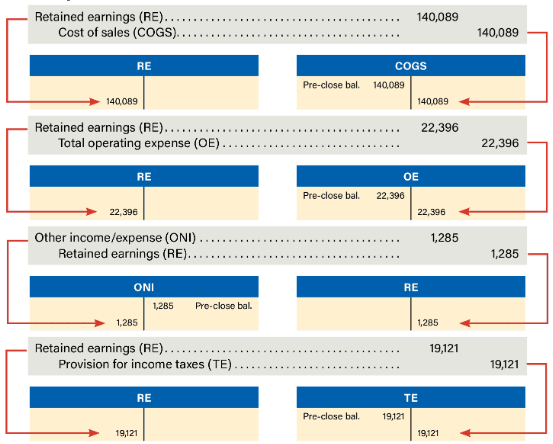 Retained earnings (RE). . . . . . . . . . . . . . . . . . . . . . . . . . . . . . . . . . 140,089
Cost of sales (COGS). . . . . . . . . . . . . . . . . . . . . . . . . . . . . . . . 140,089
RE COGS
Pre-close bal. 140,089
140,089 140,089
Retained earnings (RE). . . . . . . . . . . . . . . . . . . . . . . . . . . . . . . . . . 22,396
Total operating expense (OE) . . . . . . . . . . . . . . . . . . . . . . . . . 22,396
RE OE
Pre-close bal. 22,396
22,396 22,396
Other income/expense (ONI) . . . . . . . . . . . . . . . . . . . . . . . . . . . . . 1,285
Retained earnings (RE). . . . . . . . . . . . . . . . . . . . . . . . . . . . . . 1,285
ONI RE
1,285 Pre-close bal.
1,285 1,285
Retained earnings (RE). . . . . . . . . . . . . . . . . . . . . . . . . . . . . . . . . . 19,121
Provision for income taxes (TE) . . . . . . . . . . . . . . . . . . . . . . . 19,121
RE TE
Pre-close bal. 19,121
19,121 19,121